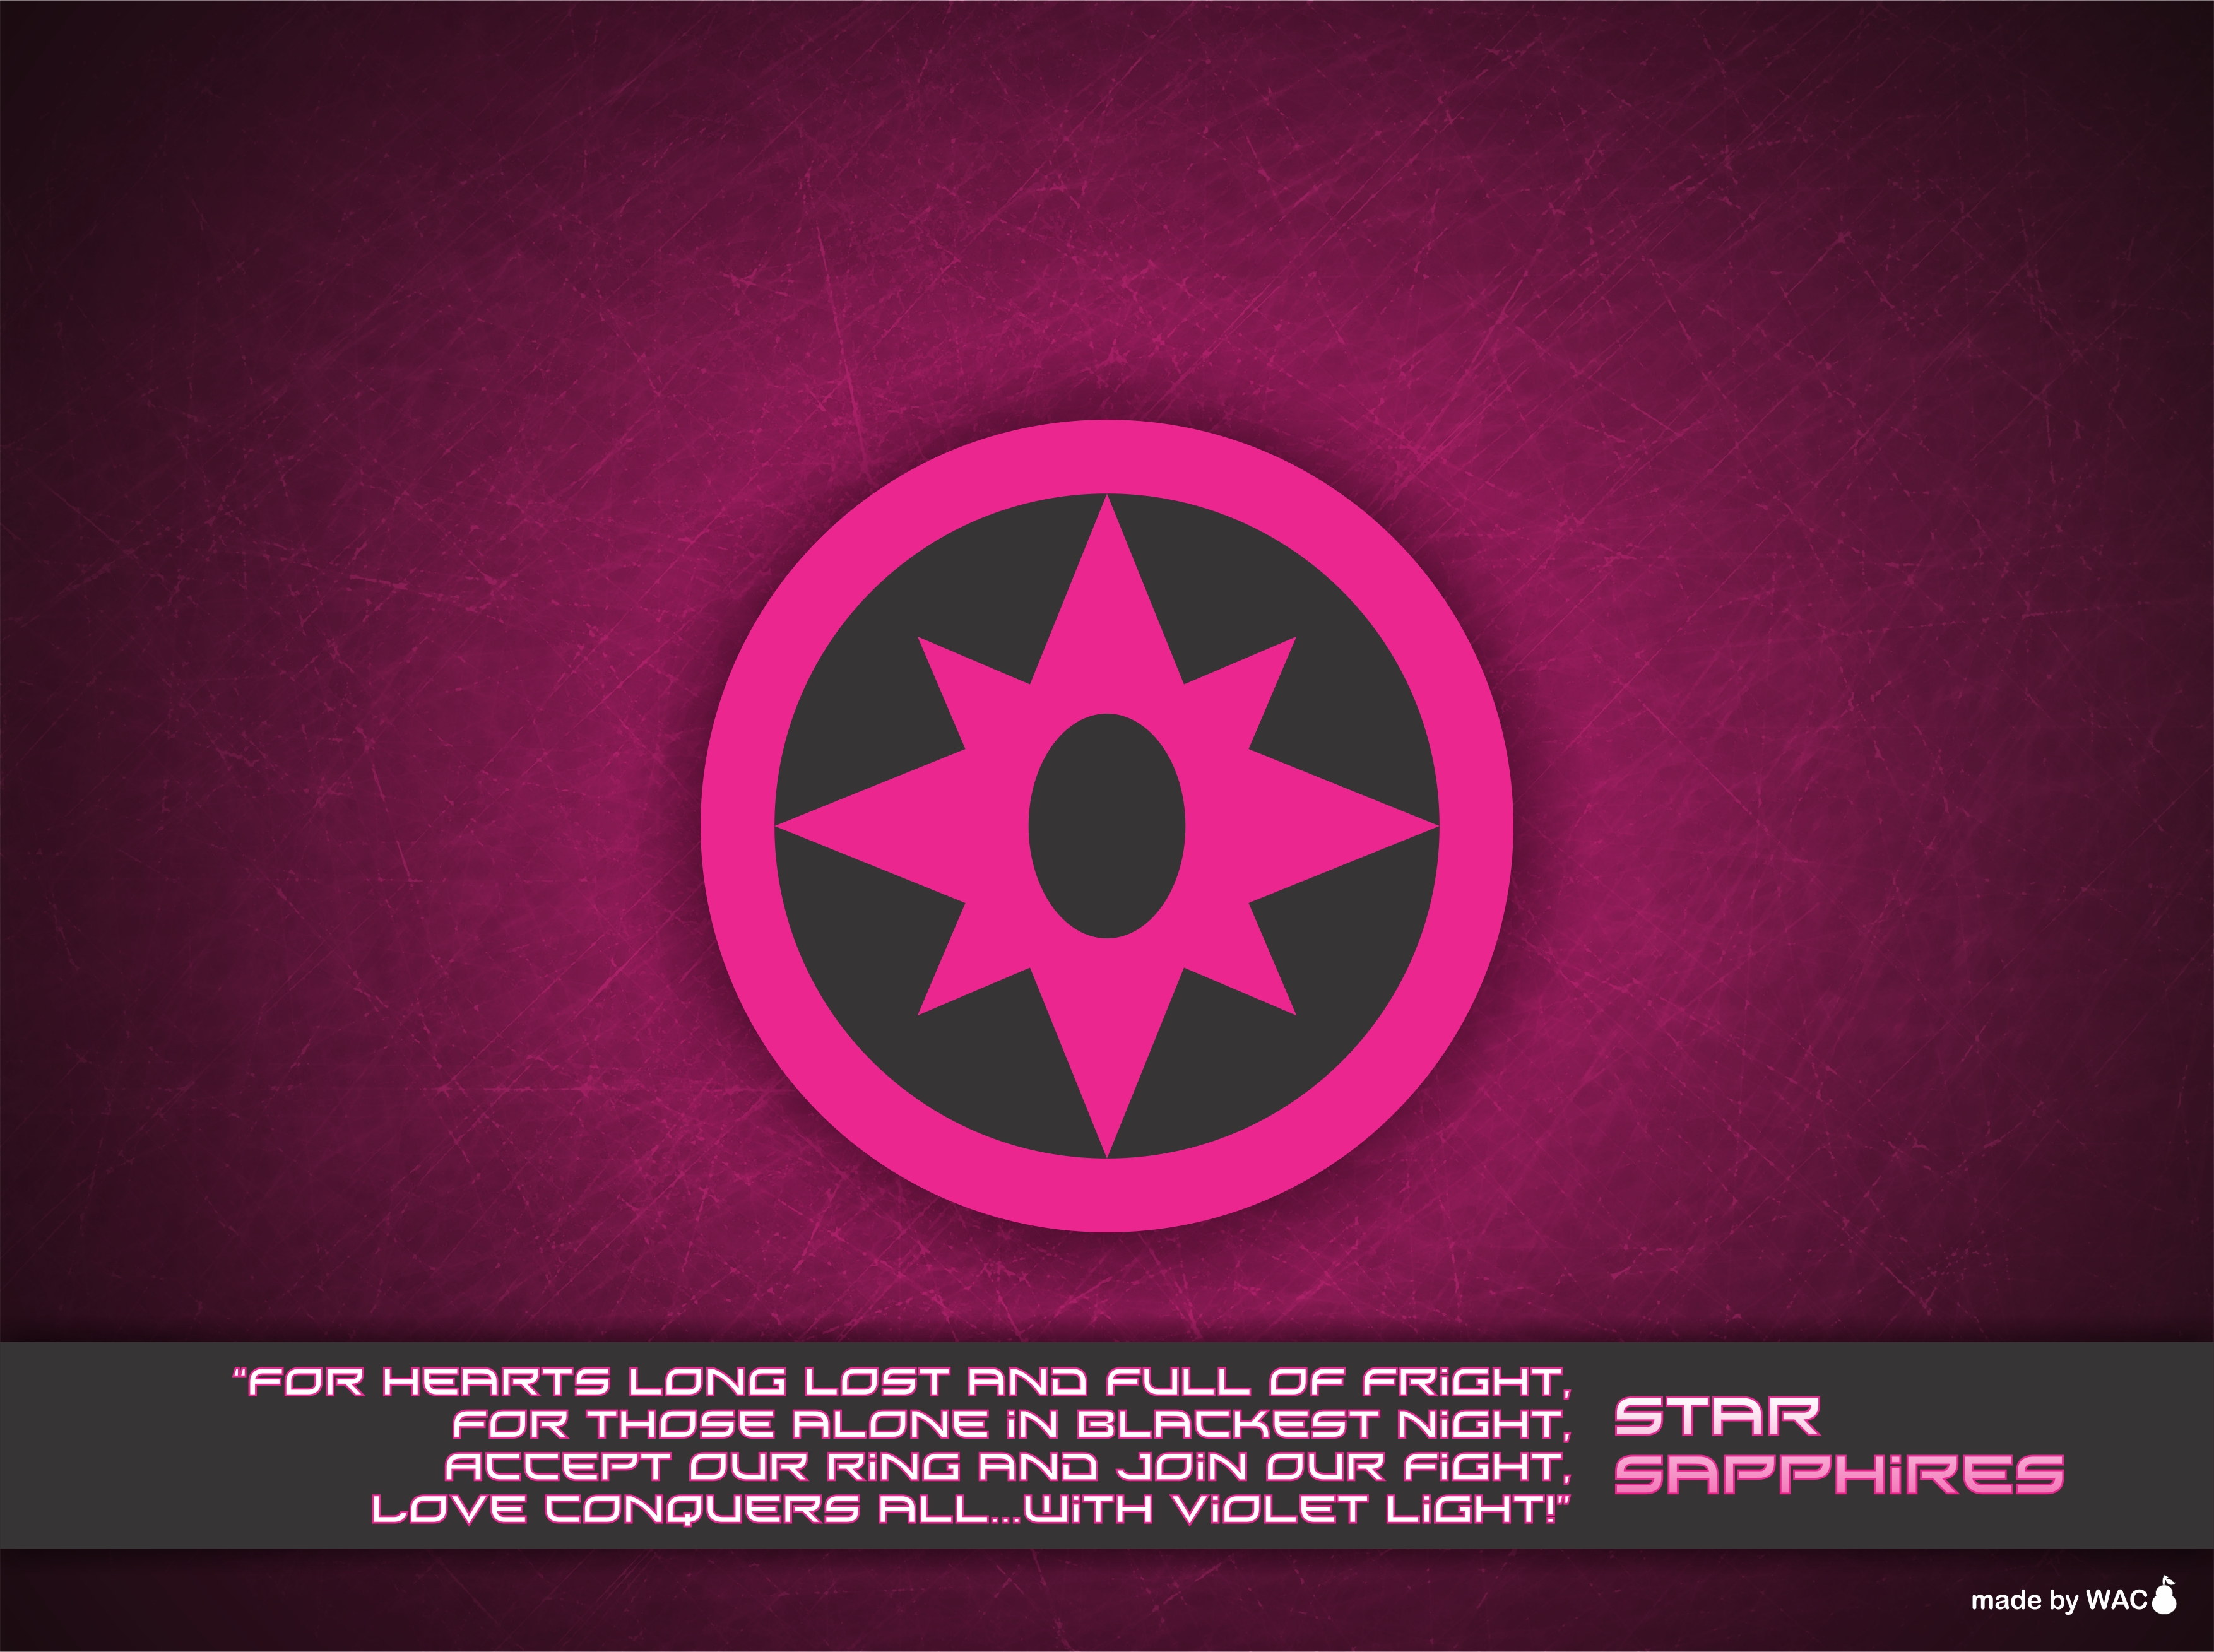 “FOR HEARTS LONG LOST AND FULL OF FRiGHT,
FOR THOSE ALONE iN BLACKEST NiGHT,
ACCEPT OUR RiNG AND JOiN OUR FiGHT,
LOVE CONQUERS ALL...WiTH ViOLET LiGHT!”
STAR
SAPPHiRES
made by WAC